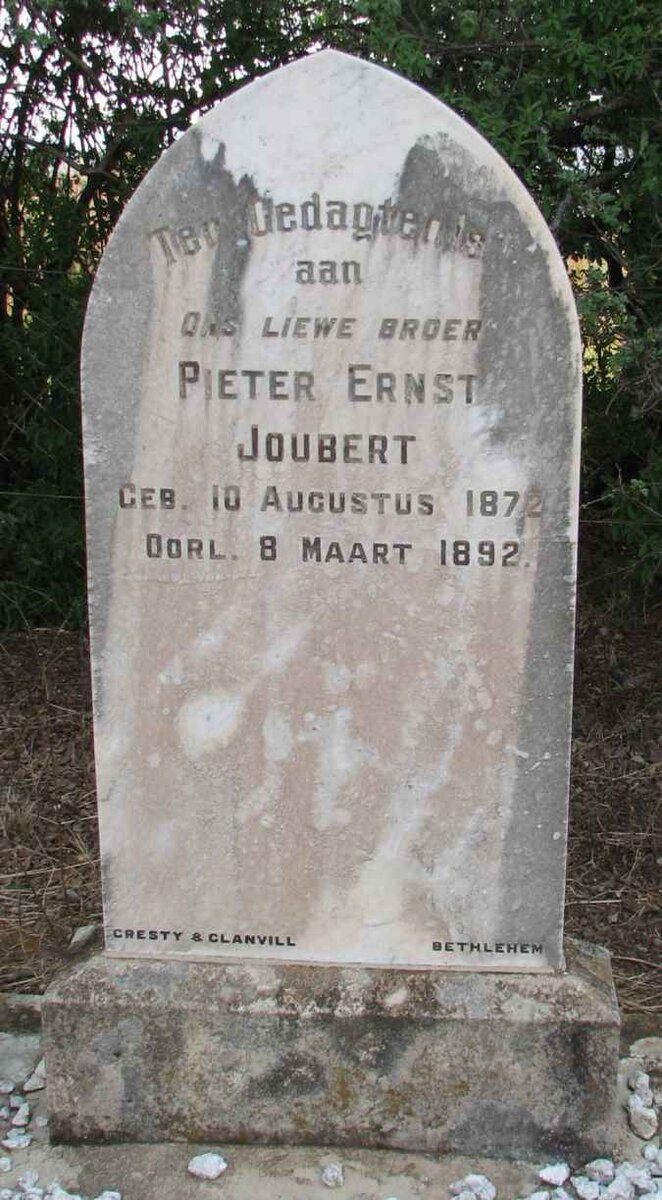 Ter Gedagtenis
aan
ONS LIEWE BROER
PIETER ERNST
JOUBERT
GEB. 10 AUGUSTUS 1872
OORL. 8 MAART 1892.
CRESTY & GLANVILL BETHLEHEM